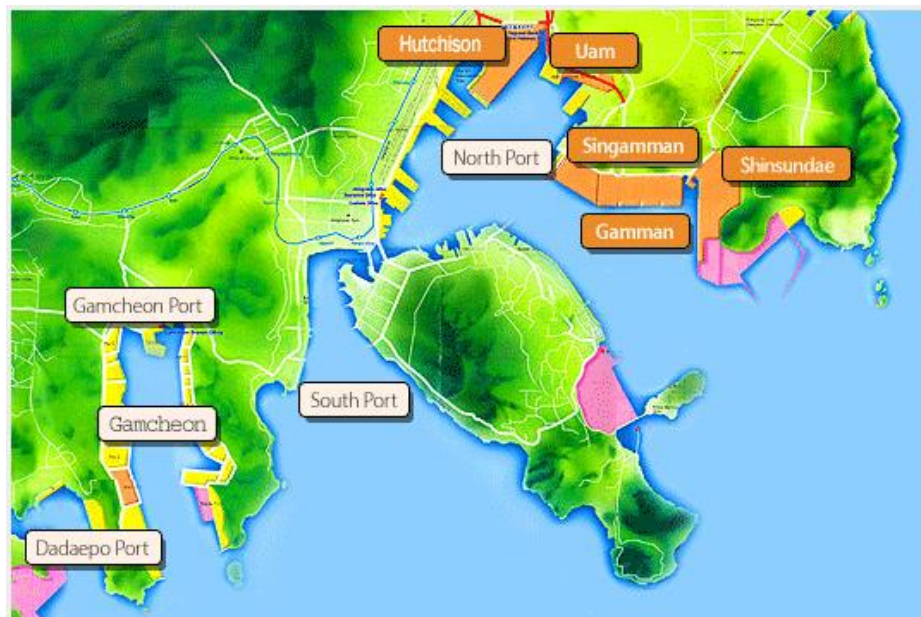 Hutchison
Uam
North Port
Singamman
Shinsundae
Gamman
Gamcheon Port
South Port
Gamcheon
Dadaepo Port